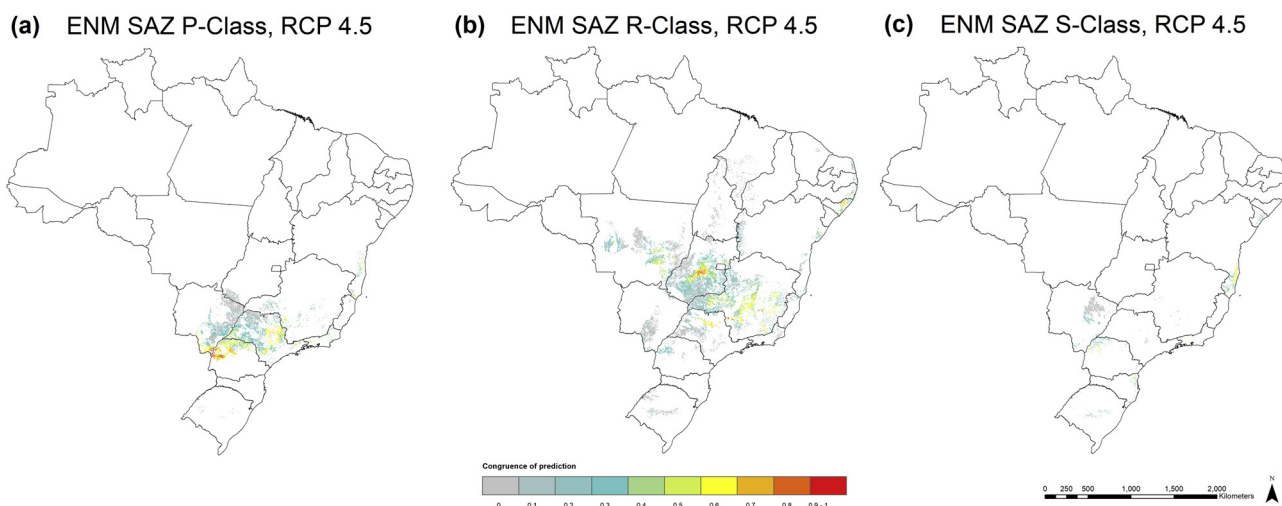 (a) ENM SAZ P-Class, RCP 4.5
(b) ENM SAZ R-Class, RCP 4.5
(c) ENM SAZ S-Class, RCP 4.5
Congruence of prediction
0 0.1 0.2 0.3 0.4 0.5 0.6 0.7 0.8 0.9 - 1
0 250 500 1,000 1,500 2,000
Kilometers
N